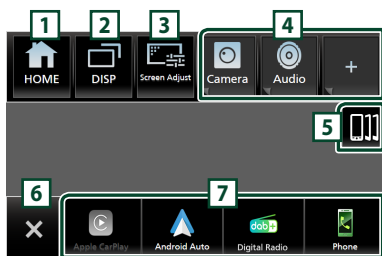 1 2 3 4
HOME DISP Screen Adjust Camera Audio +
5
6 7
×
Apple CarPlay Android Auto dab+ Digital Radio Phone